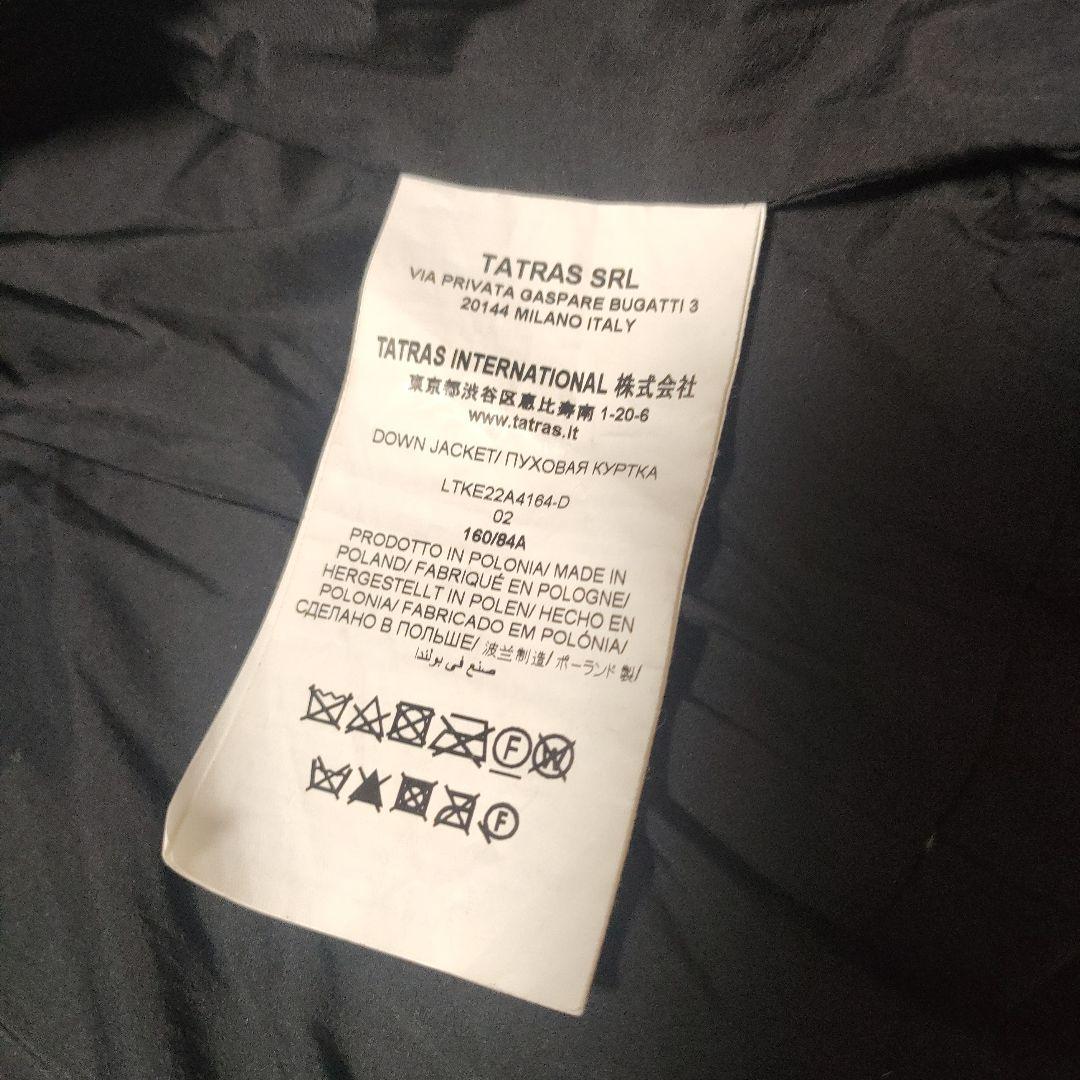 TATRAS SRL
VIA PRIVATA GASPARE BUGATTI 3
20144 MILANO ITALY
TATRAS INTERNATIONAL 株式会社
東京都渋谷区恵比寿南 1-20-6
www.tatras.it
DOWN JACKET/ ПУХОВАЯ КУРТКА
LTKE22A4164-D
02
160/84A
PRODOTTO IN POLONIA/ MADE IN
POLAND/ FABRIQUÉ EN POLOGNE/
HERGESTELLT IN POLEN/ HECHO EN
POLONIA/ FABRICADO EM POLÓNIA/
СДЕЛАНО В ПОЛЬШЕ/ 波兰制造/ ポーランド製/
صنع في بولندا
F W
F